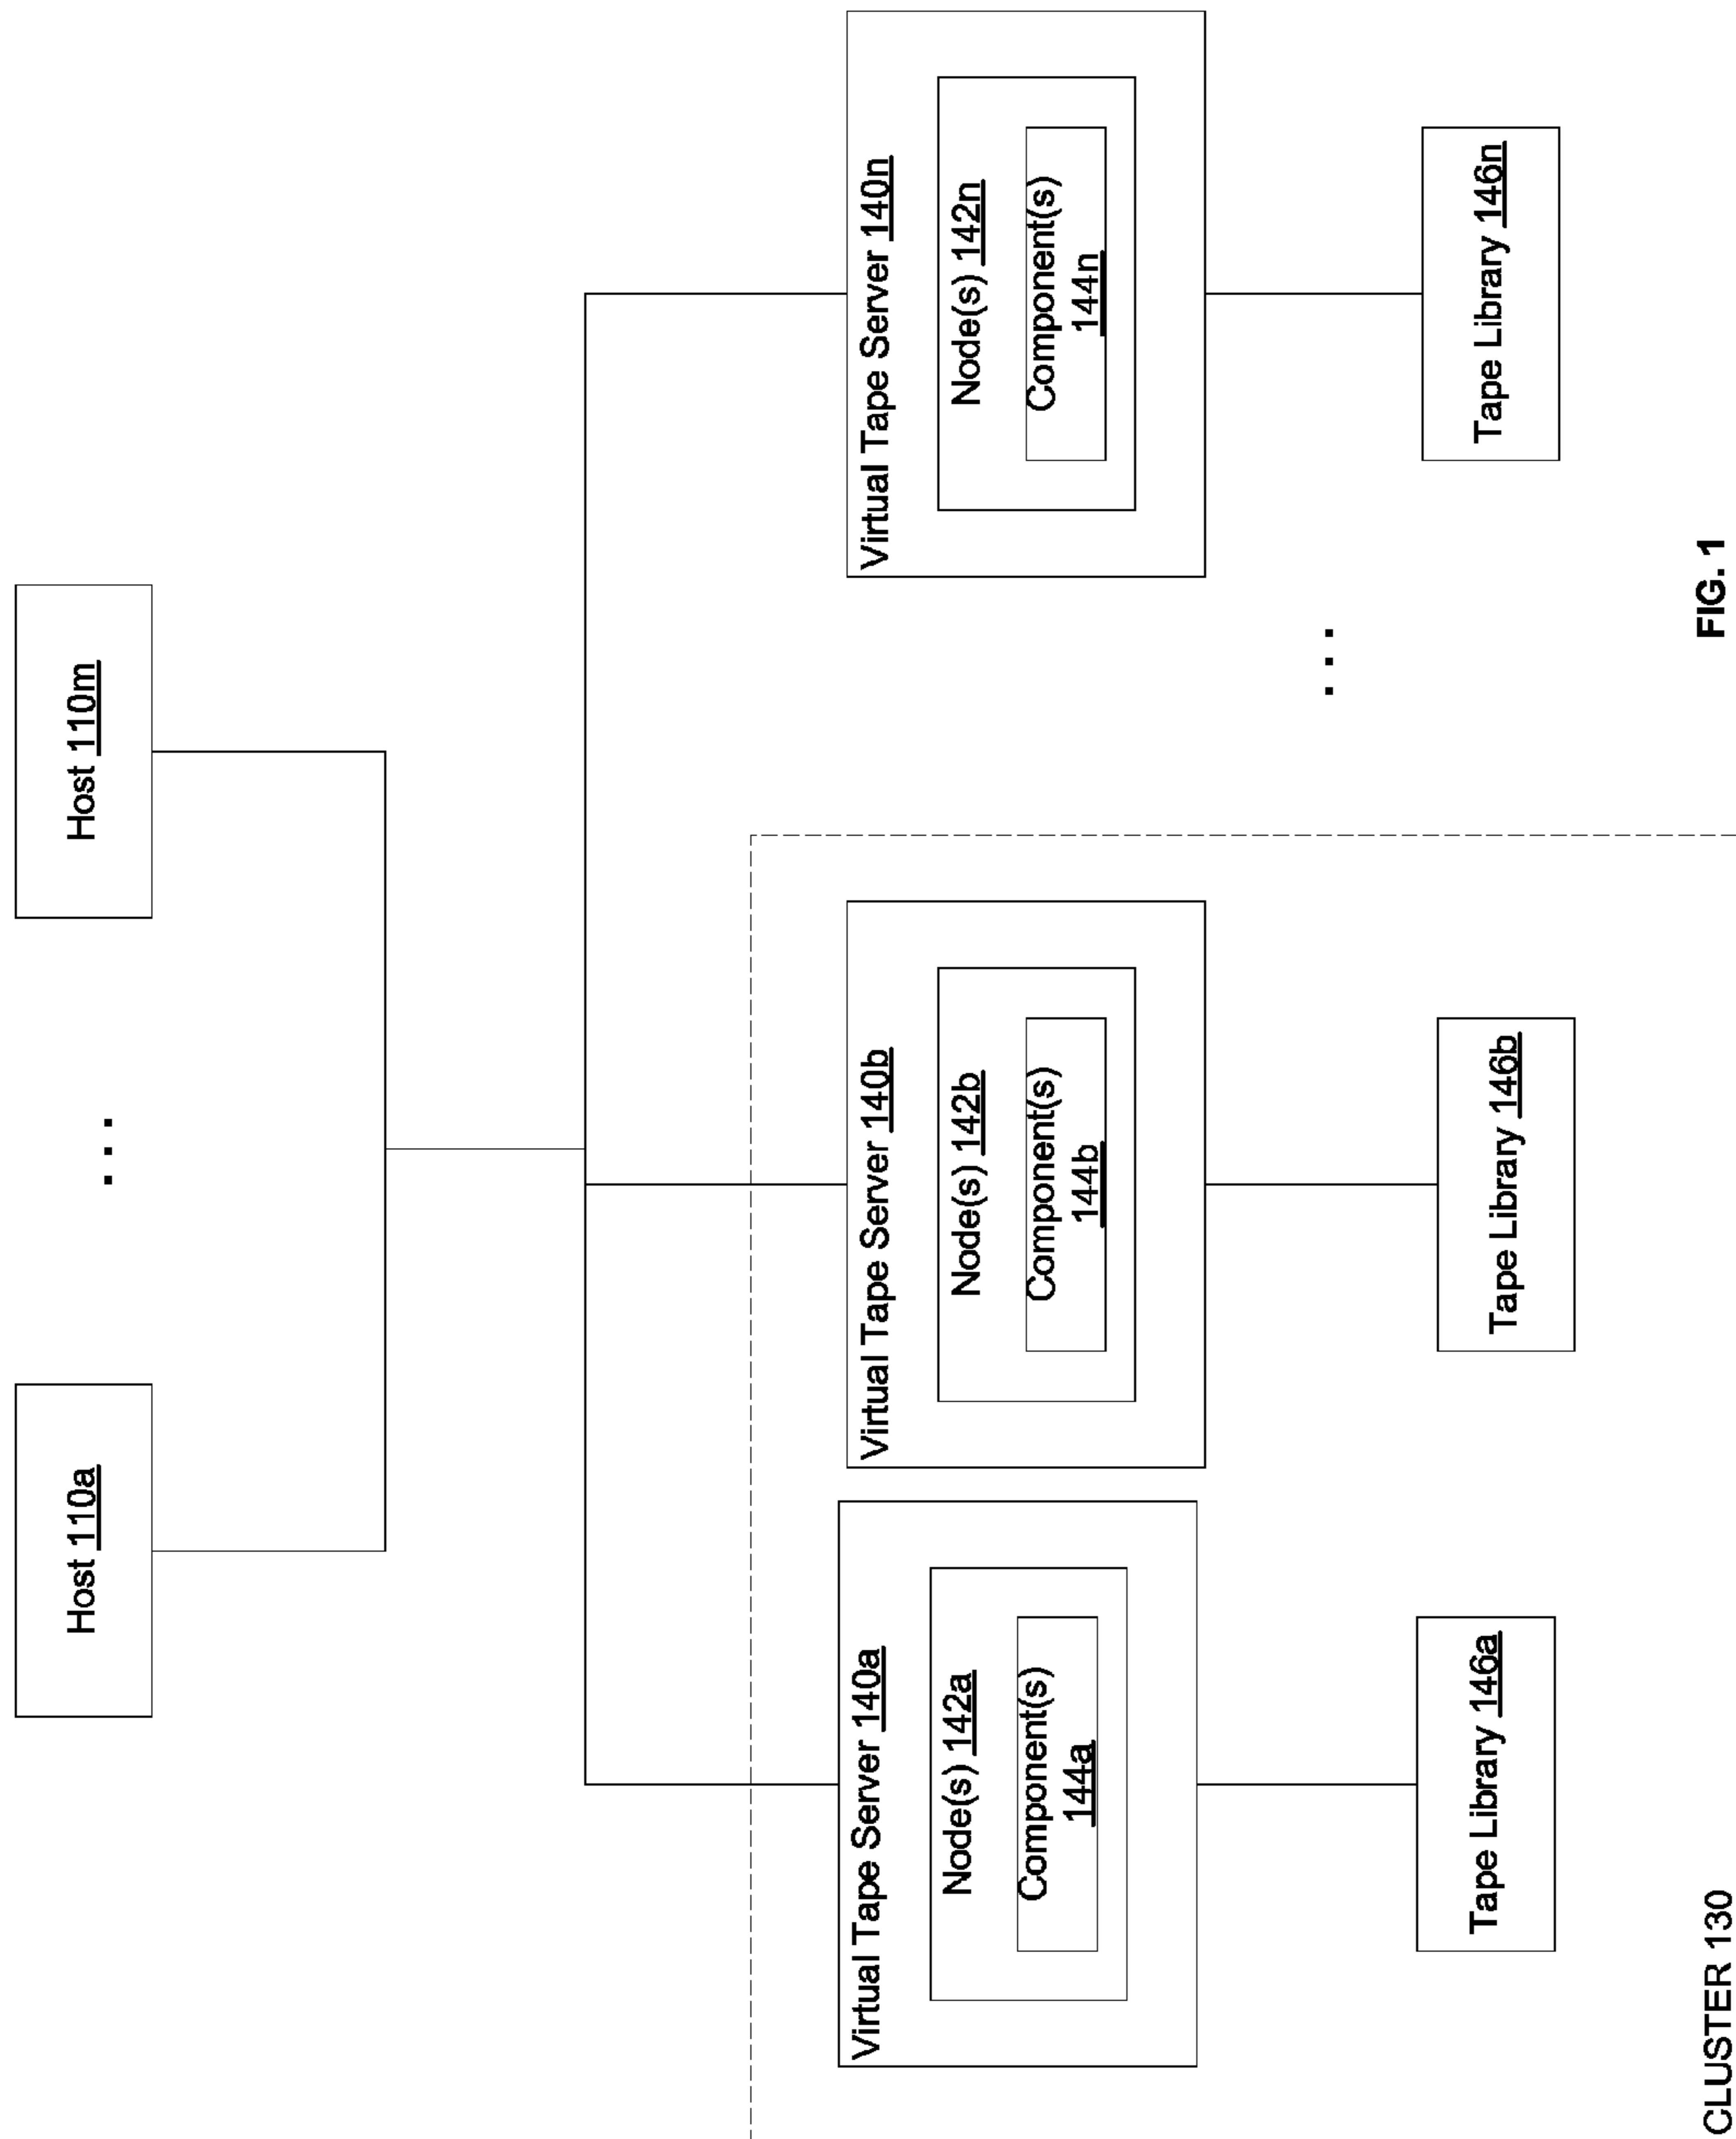 Host 110a
. . .
Host 110m
Virtual Tape Server 140a
Node(s) 142a
Component(s)
144a
Virtual Tape Server 140b
Node(s) 142b
Component(s)
144b
Virtual Tape Server 140n
Node(s) 142n
Component(s)
144n
. . .
Tape Library 146a
Tape Library 146b
Tape Library 146n
CLUSTER 130
FIG. 1